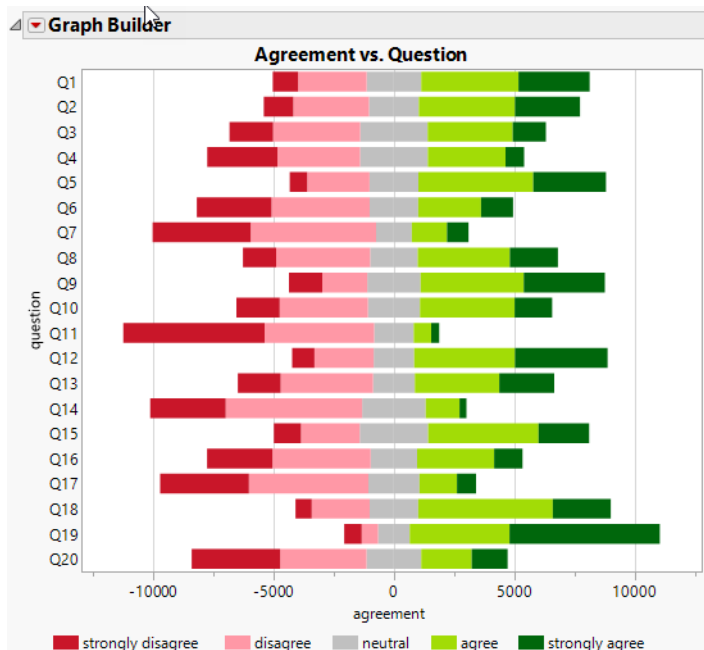 Graph Builder
Agreement vs. Question
question
Q1
Q2
Q3
Q4
Q5
Q6
Q7
Q8
Q9
Q10
Q11
Q12
Q13
Q14
Q15
Q16
Q17
Q18
Q19
Q20
-10000 -5000 0 5000 10000
agreement
strongly disagree disagree neutral agree strongly agree